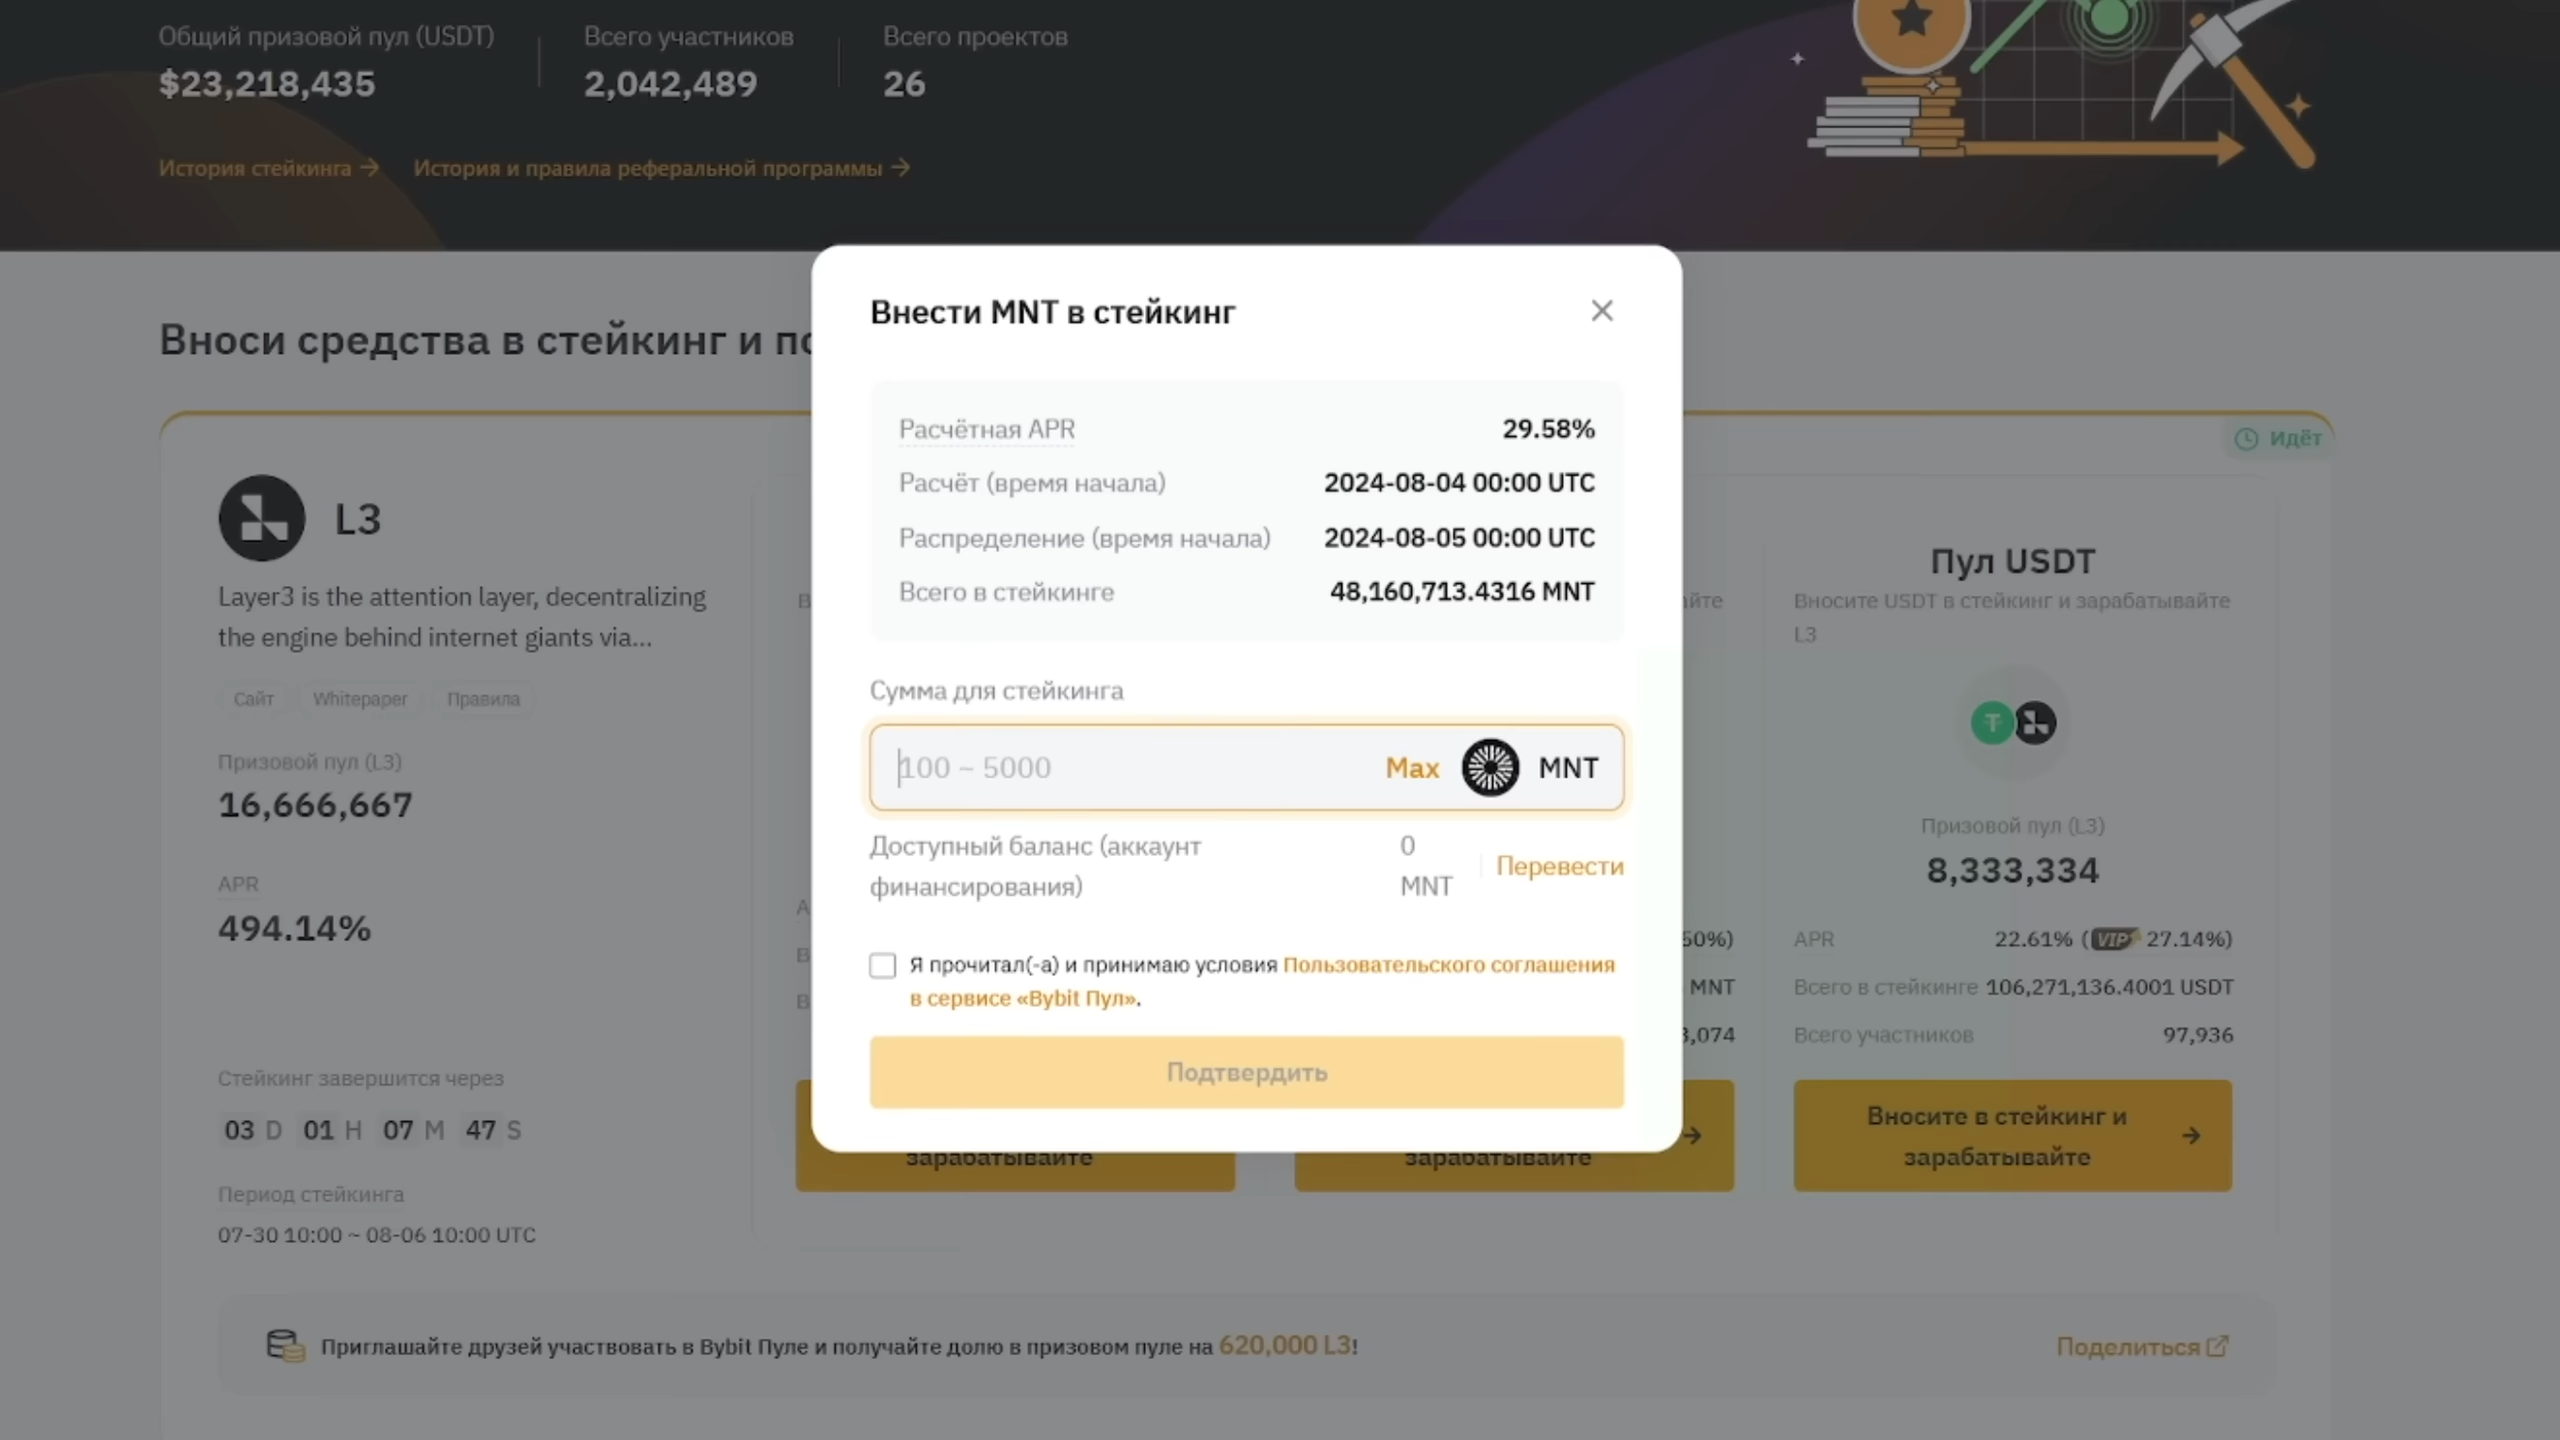 Общий призовой пул (USDT)
$23,218,435
Всего участников
2,042,489
Всего проектов
26
История стейкинга
История и правила реферальной программы
Вноси средства в стейкинг и
Идёт
L3
Layer3 is the attention layer, decentralizing
the engine behind internet giants via...
Сайт Whitepaper Правила
Призовой пул (L3)
16,666,667
APR
494.14%
Стейкинг завершится через
03 D 01 H 07 M 47 S
Период стейкинга
07-30 10:00 ~ 08-06 10:00 UTC
Внести MNT в стейкинг
Расчётная APR 29.58%
Расчёт (время начала) 2024-08-04 00:00 UTC
Распределение (время начала) 2024-08-05 00:00 UTC
Всего в стейкинге 48,160,713.4316 MNT
Сумма для стейкинга
100 ~ 5000 Max MNT
Доступный баланс (аккаунт
финансирования)
0
MNT
Перевести
Я прочитал(-а) и принимаю условия Пользовательского соглашения
в сервисе «Bybit Пул».
Подтвердить
зарабатывайте
50%)
MNT
3,074
зарабатывайте
Пул USDT
Вносите USDT в стейкинг и зарабатывайте
L3
Призовой пул (L3)
8,333,334
APR 22.61% (VIP 27.14%)
Всего в стейкинге 106,271,136.4001 USDT
Всего участников 97,936
Вносите в стейкинг и
зарабатывайте
Приглашайте друзей участвовать в Bybit Пуле и получайте долю в призовом пуле на 620,000 L3!
Поделиться